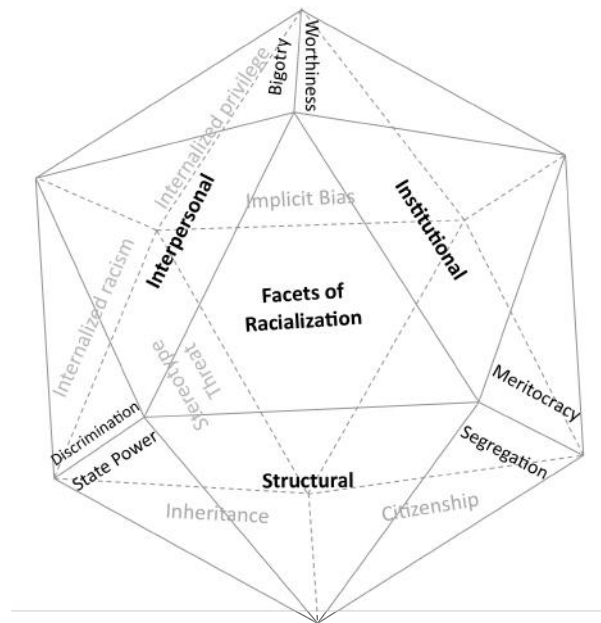 Bigotry
Worthiness
Internalized privilege
Implicit Bias
Interpersonal
Institutional
Facets of
Racialization
Internalized racism
Stereotype
Threat
Meritocracy
Discrimination
State Power
Segregation
Structural
Inheritance
Citizenship